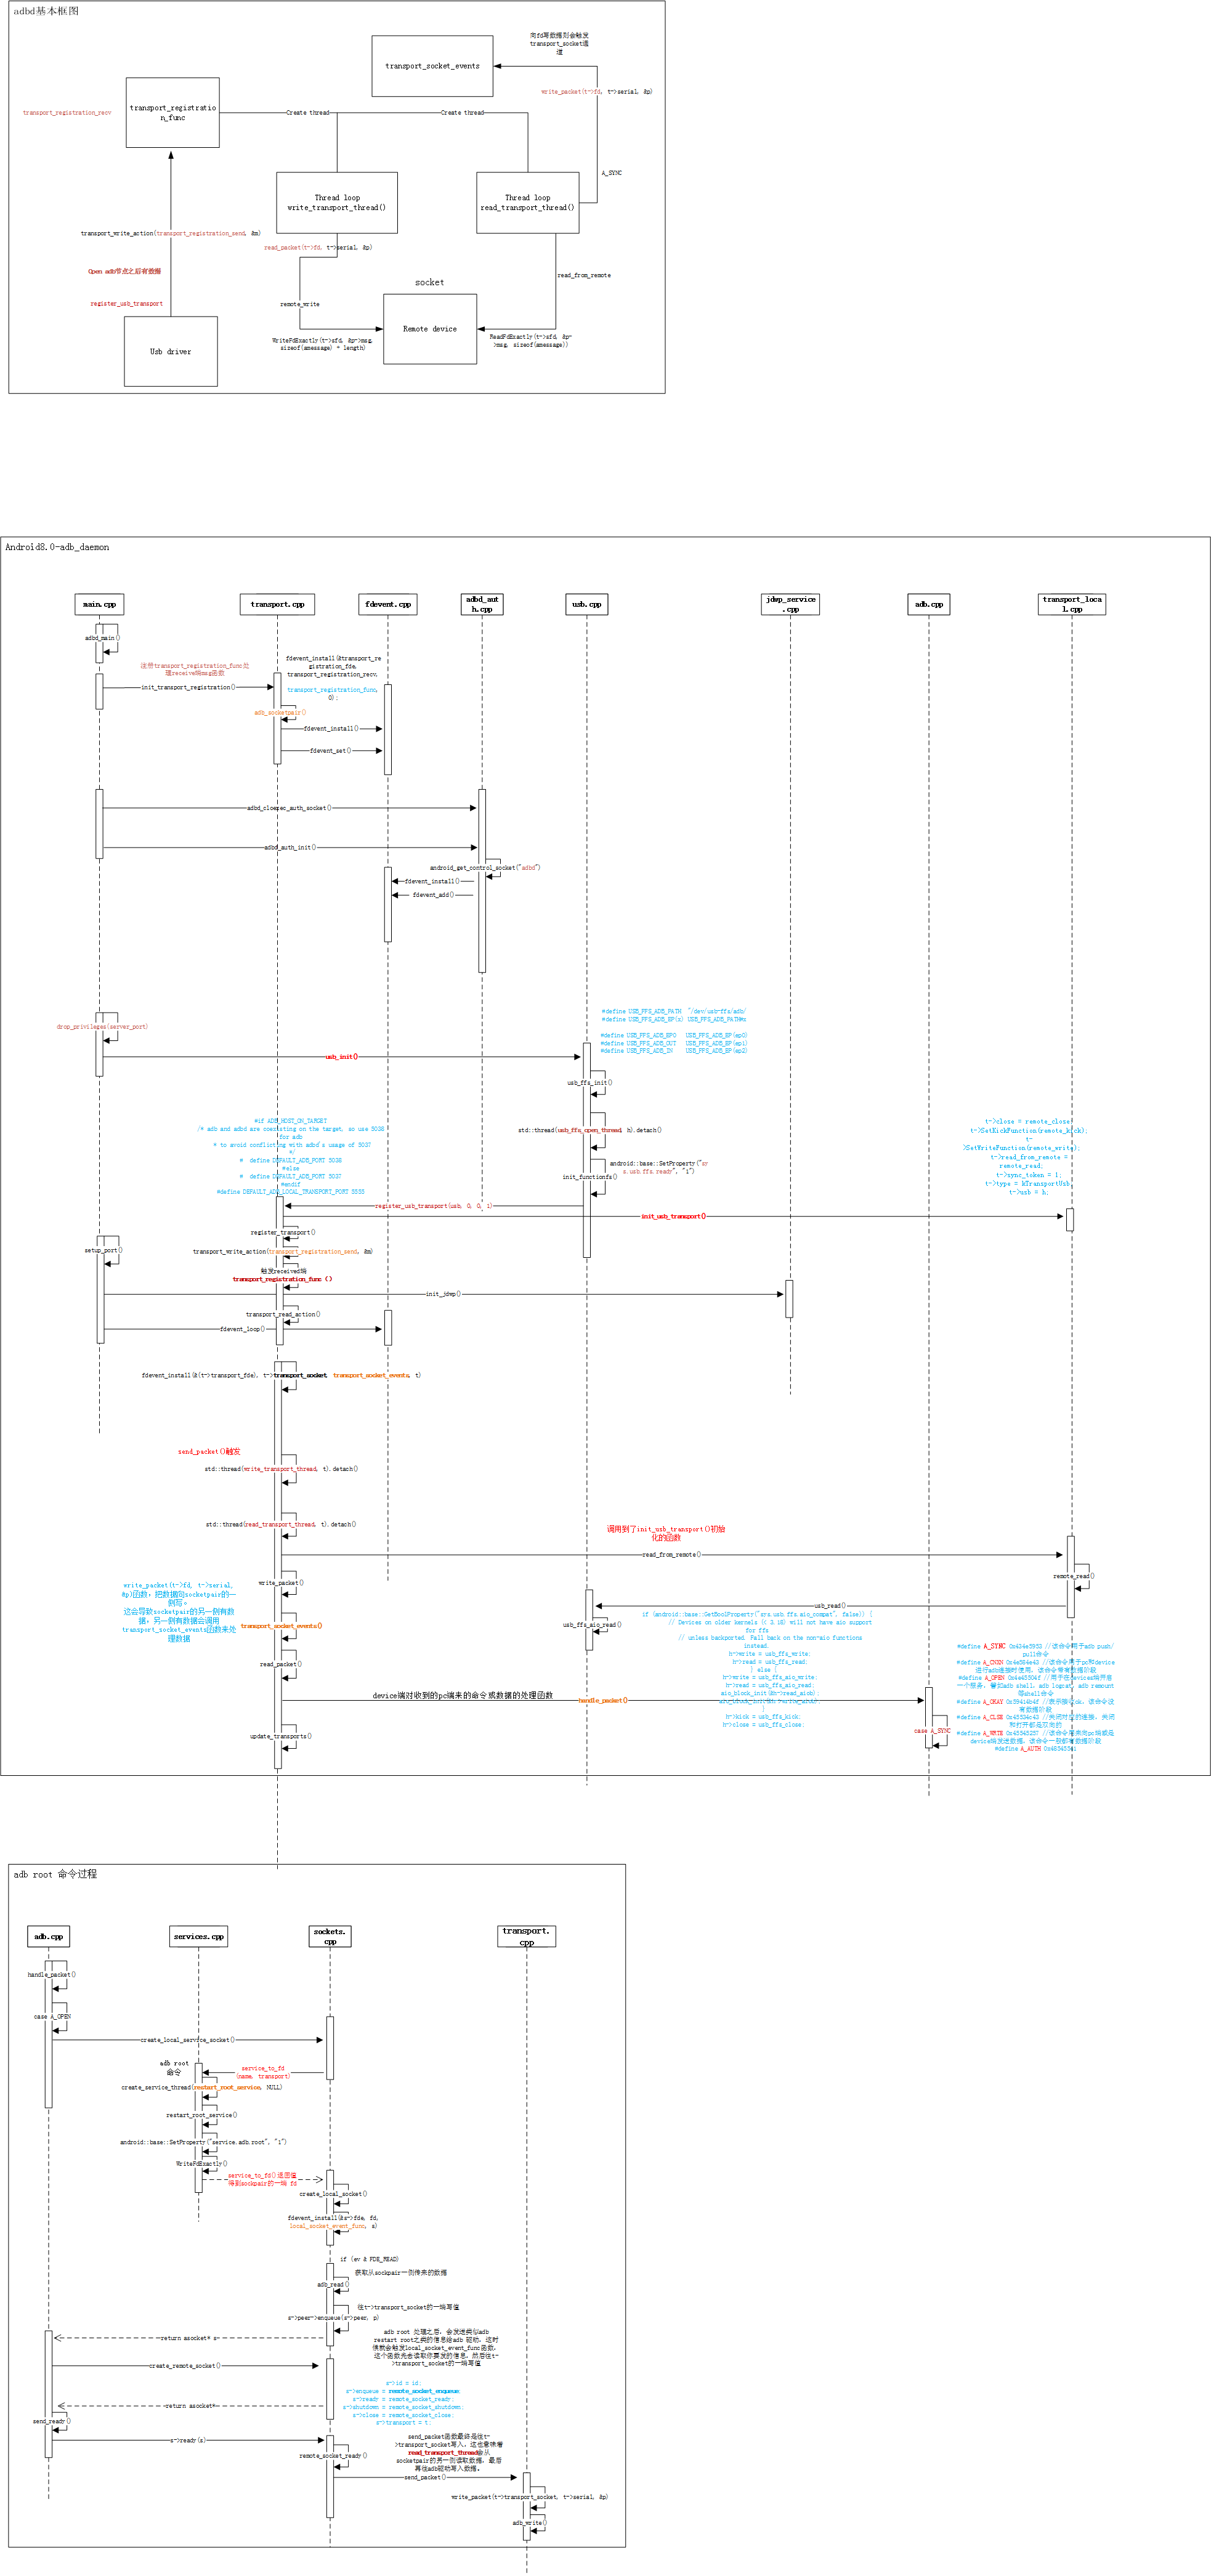 adbd基本框图
向fd写数据则会触发
transport_socket通
道
transport_socket_events
write_packet(t->fd, t->serial, &p)
transport_registratio
n_func
transport_registration_recv
Create thread
Create thread
A_SYNC
Thread loop
write_transport_thread()
Thread loop
read_transport_thread()
transport_write_action(transport_registration_send, &m)
read_packet(t->fd, t->serial, &p)
Open adb节点之后有数据
read_from_remote
socket
register_usb_transport
remote_write
Usb driver
Remote device
WriteFdExactly(t->sfd, &p->msg,
sizeof(amessage) + length)
ReadFdExactly(t->sfd, &p-
>msg, sizeof(amessage))
Android8.0-adb_daemon
main.cpp
transport.cpp
fdevent.cpp
adbd_aut
h.cpp
usb.cpp
jdwp_service
.cpp
adb.cpp
transport_loca
l.cpp
adbd_main()
注册transport_registration_func处
理receive端msg函数
init_transport_registration()
fdevent_install(&transport_re
gistration_fde,
transport_registration_recv,
transport_registration_func,
0);
adb_socketpair()
fdevent_install()
fdevent_set()
adbd_cloexec_auth_socket()
adbd_auth_init()
android_get_control_socket("adbd")
fdevent_install()
fdevent_add()
drop_privileges(server_port)
#define USB_FFS_ADB_PATH "/dev/usb-ffs/adb/
#define USB_FFS_ADB_EP(x) USB_FFS_ADB_PATH#x
#define USB_FFS_ADB_EP0 USB_FFS_ADB_EP(ep0)
#define USB_FFS_ADB_OUT USB_FFS_ADB_EP(ep1)
#define USB_FFS_ADB_IN USB_FFS_ADB_EP(ep2)
usb_init()
usb_ffs_init()
#if ADB_HOST_ON_TARGET
/* adb and adbd are coexisting on the target, so use 5038
for adb
* to avoid conflicting with adbd's usage of 5037
*/
# define DEFAULT_ADB_PORT 5038
#else
# define DEFAULT_ADB_PORT 5037
#endif
#define DEFAULT_ADB_LOCAL_TRANSPORT_PORT 5555
std::thread(usb_ffs_open_thread, h).detach()
android::base::SetProperty("sy
s.usb.ffs.ready", "1")
init_functionfs()
t->close = remote_close;
t->SetKickFunction(remote_kick);
t-
>SetWriteFunction(remote_write);
t->read_from_remote =
remote_read;
t->sync_token = 1;
t->type = kTransportUsb
t->usb = h;
register_usb_transport(usb, 0, 0, 1)
init_usb_transport()
register_transport()
setup_port()
transport_write_action(transport_registration_send, &m)
触发received端
transport_registration_func ()
init_jdwp()
transport_read_action()
fdevent_loop()
fdevent_install(&(t->transport_fde), t->transport_socket, transport_socket_events, t)
send_packet()触发
std::thread(write_transport_thread, t).detach()
std::thread(read_transport_thread, t).detach()
调用到了init_usb_transport()初始
化的函数
read_from_remote()
remote_read()
write_packet()
write_packet(t->fd, t->serial,
&p)函数，把数据向socketpair的一
侧写。
这会导致socketpair的另一侧有数
据，另一侧有数据会调用
transport_socket_events函数来处
理数据
usb_read()
usb_ffs_aio_read()
transport_socket_events()
if (android::base::GetBoolProperty("sys.usb.ffs.aio_compat", false)) {
// Devices on older kernels (< 3.18) will not have aio support
for ffs
// unless backported. Fall back on the non-aio functions
instead.
h->write = usb_ffs_write;
h->read = usb_ffs_read;
} else {
h->write = usb_ffs_aio_write;
h->read = usb_ffs_aio_read;
aio_block_init(&h->read_aiob);
}
h->kick = usb_ffs_kick;
h->close = usb_ffs_close;
read_packet()
device端对收到的pc端来的命令或数据的处理函数
handle_packet()
update_transports()
case A_SYNC
#define A_SYNC 0x434e5953 //该命令用于adb push/
pull命令
#define A_CNXN 0x4e584e43 //该命令用于pc和device
进行adb连接时使用，该命令带有数据阶段
#define A_OPEN 0x4e45504f //用于在devices端开启
一个服务，譬如adb shell, adb logcat, adb remount
等shell命令
#define A_OKAY 0x59414b4f //表示接收ok，该命令没
有数据阶段
#define A_CLSE 0x45534c43 //关闭对应的连接，关闭
和打开都是双向的
#define A_WRTE 0x45545257 //该命令用来向pc端或是
device端发送数据，该命令一般都有数据阶段
#define A_AUTH
adb root 命令过程
adb.cpp
services.cpp
sockets.
cpp
transport.
cpp
handle_packet()
case A_OPEN
create_local_service_socket()
adb root
命令
service_to_fd
(name, transport)
create_service_thread(restart_root_service, NULL)
restart_root_service()
android::base::SetProperty("service.adb.root", "1")
WriteFdExactly()
service_to_fd()返回值
得到sockpair的一端 fd
create_local_socket()
fdevent_install(&s->fde, fd,
local_socket_event_func, s)
if (ev & FDE_READ)
获取从sockpair一侧传来的数据
adb_read()
往t->transport_socket的一端写值
s->peer->enqueue(s->peer, p)
return asocket* s
adb root 处理之后，会发送类似adb
restart root之类的信息给adb 驱动，这时
候就会触发local_socket_event_func函数，
这个函数先会读取你要发的信息，然后往t-
>transport_socket的一端写值
create_remote_socket()
s->id = id;
s->enqueue = remote_socket_enqueue;
s->ready = remote_socket_ready;
s->shutdown = remote_socket_shutdown;
s->close = remote_socket_close;
s->transport = t;
return asocket*
send_ready()
s->ready(s)
send_packet函数最终是往t-
>transport_socket写入，这也意味着
read_transport_thread会从
socketpair的另一侧读取数据，最后
再往adb驱动写入数据。
remote_socket_ready()
send_packet()
write_packet(t->transport_socket, t->serial, &p)
adb_write()